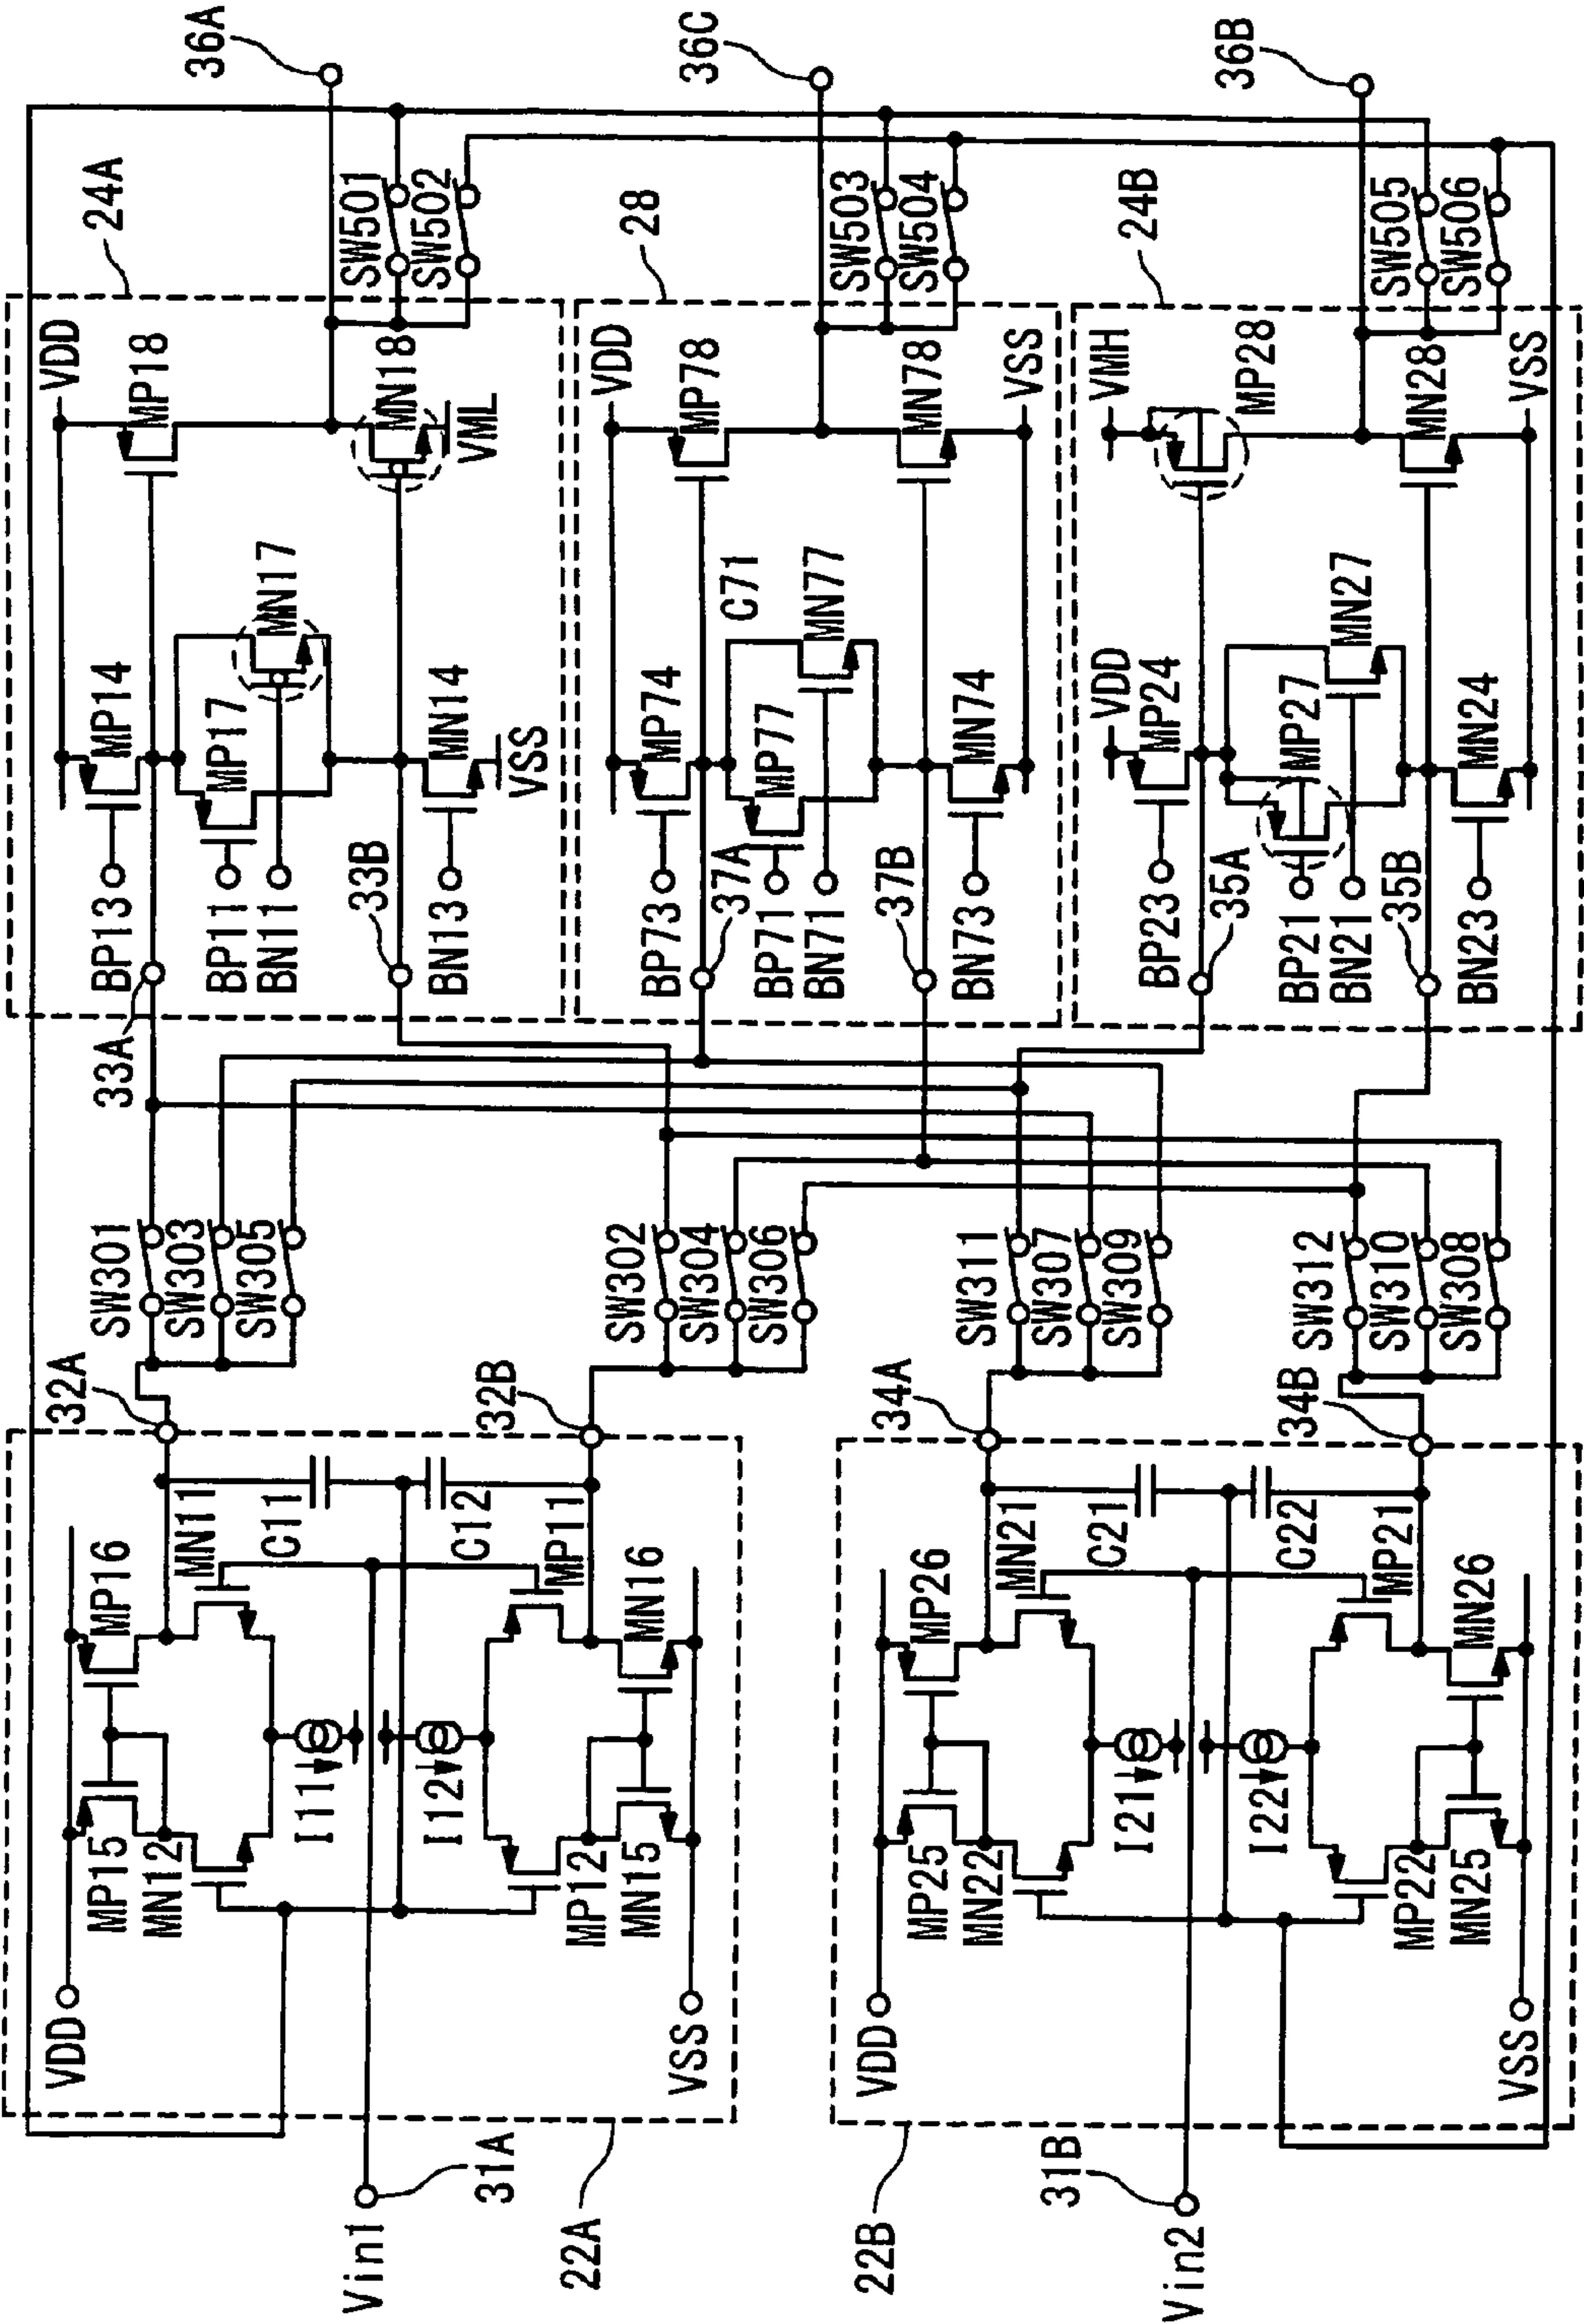 36A
36C
36B
24A
28
24B
SW501
SW502
SW503
SW504
SW505
SW506
VDD
MP18
MN18
VML
MP14
MN17
MP17
MN14
VSS
BP13
BP11
BN11
33B
BN13
33A
VDD
MP78
MN78
VSS
C71
MP74
MN77
MP77
MN74
BP73
37A
BP71
BN71
37B
BN73
VMH
MP28
MN28
VSS
VDD
MP24
MN27
MP27
MN24
BP23
35A
BP21
BN21
35B
BN23
SW301
SW303
SW305
SW302
SW304
SW306
SW311
SW307
SW309
SW312
SW310
SW308
32A
32B
34A
34B
MP16
MN11
C11
C12
MP11
MN16
I11
I12
MP15
MN12
MP12
MN15
VDD
VSS
MP26
MN21
C21
C22
MP21
MN26
I21
I22
MP25
MN22
MP22
MN25
VDD
VSS
Vin1
31A
22A
22B
Vin2
31B